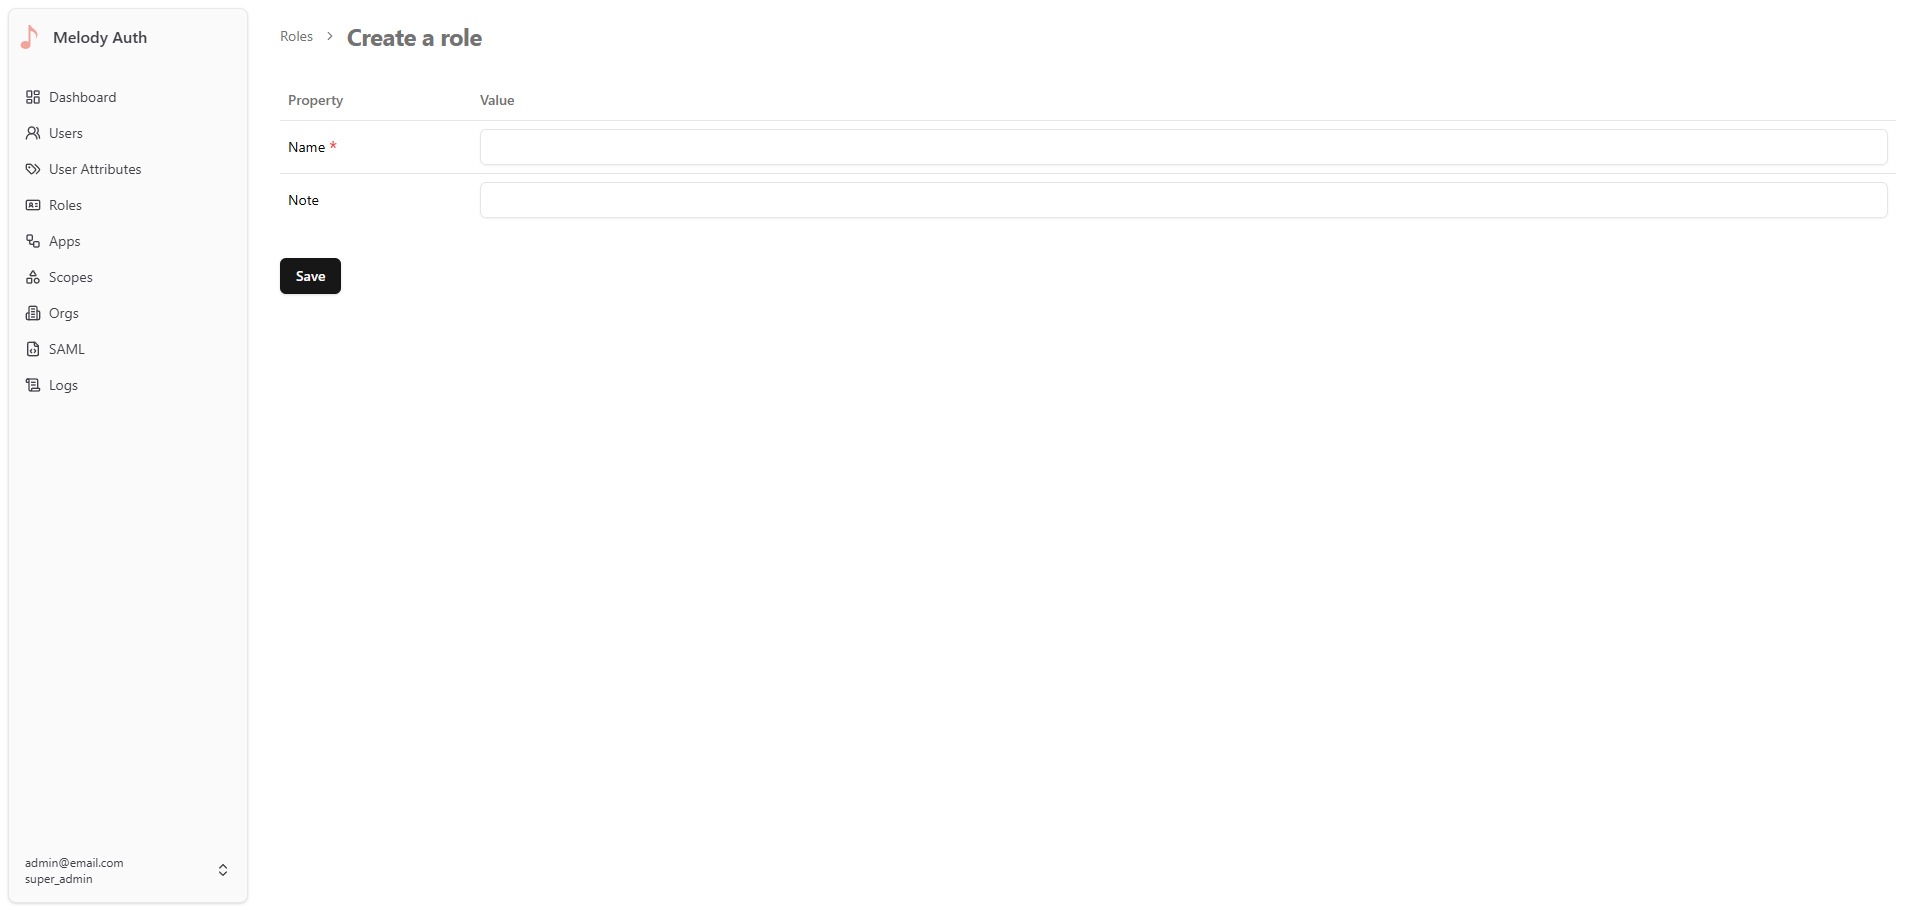 Melody Auth
Dashboard
Users
User Attributes
Roles
Apps
Scopes
Orgs
SAML
Logs
admin@email.com
super_admin
Roles > Create a role
Property Value
Name *
Note
Save